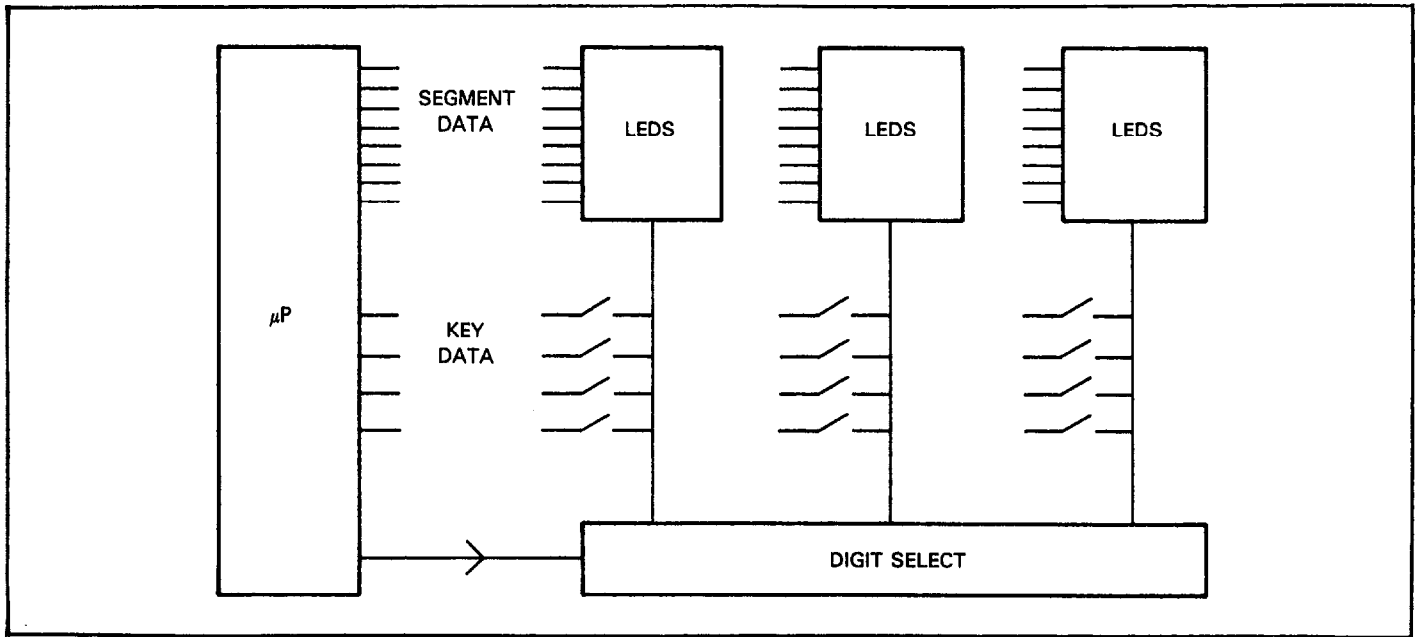 SEGMENT
DATA
LEDS
LEDS
LEDS
μP
KEY
DATA
DIGIT SELECT